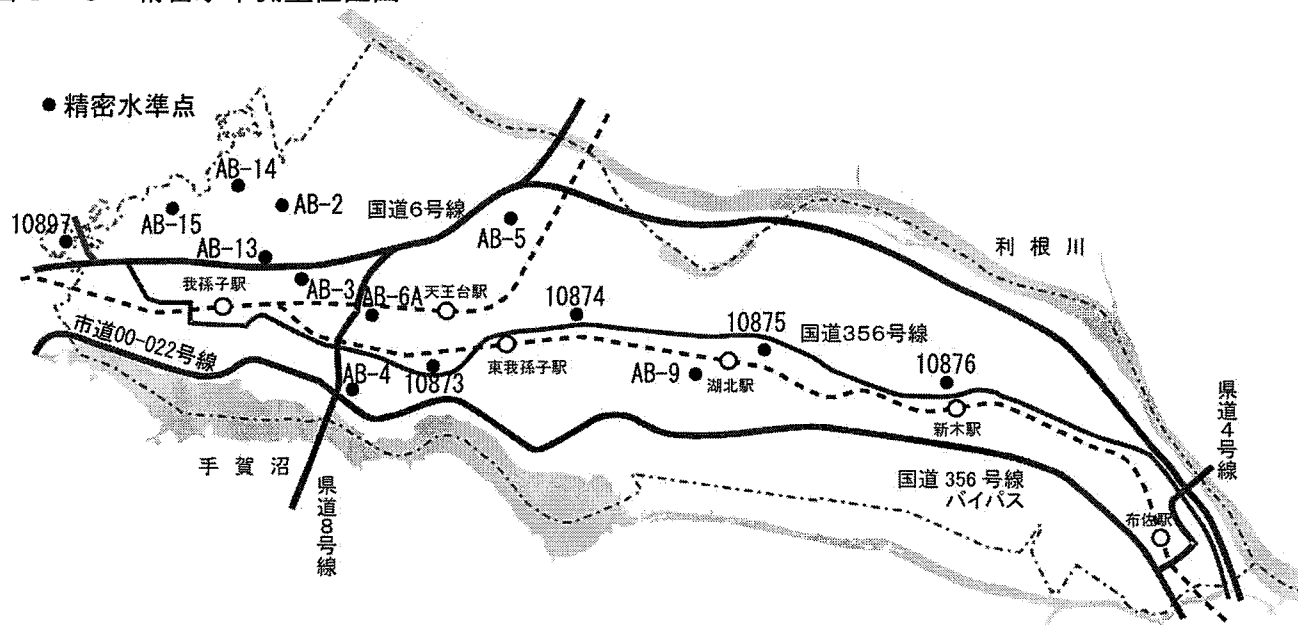 ● 精密水準点
AB-14
AB-2
AB-15
10897
AB-13
国道6号線
AB-5
利根川
我孫子駅
AB-3
AB-6A
天王台駅
10874
10875
国道356号線
市道00-022号線
東我孫子駅
10873
AB-4
AB-9
湖北駅
10876
新木駅
県道4号線
手賀沼
県道8号線
国道356号線
バイパス
布佐駅